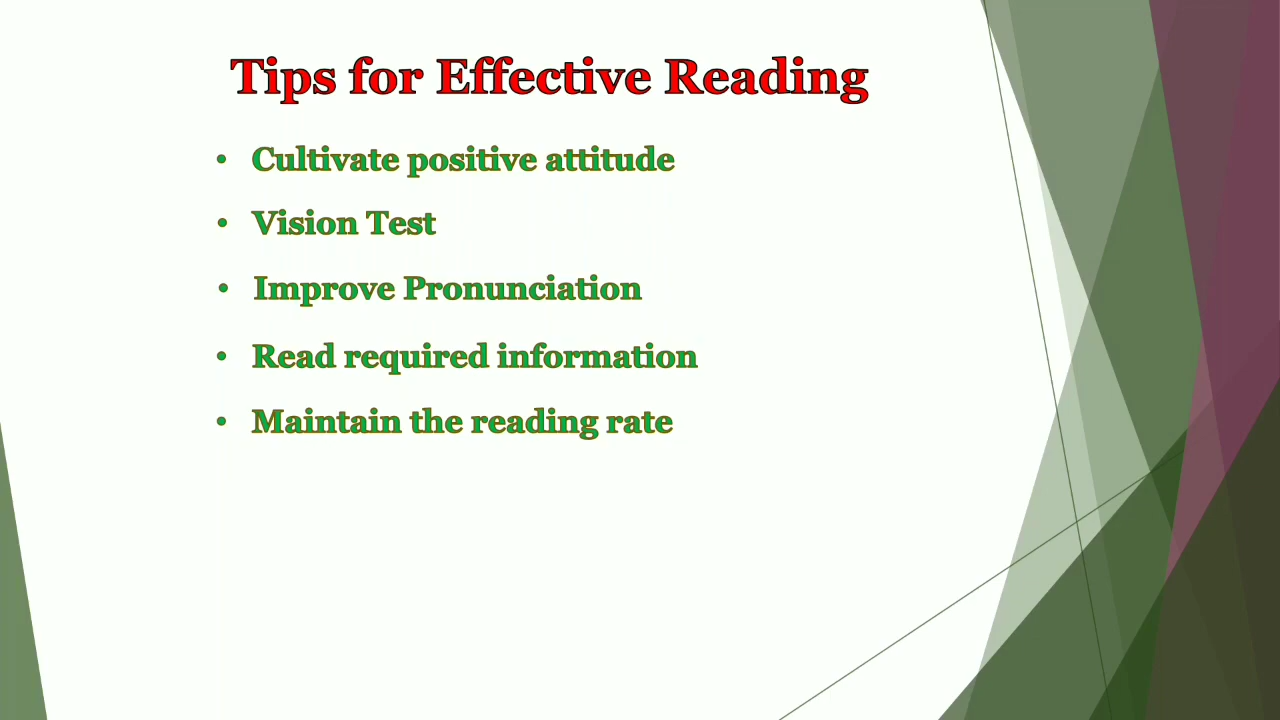 Tips for Effective Reading
• Cultivate positive attitude
• Vision Test
• Improve Pronunciation
• Read required information
• Maintain the reading rate